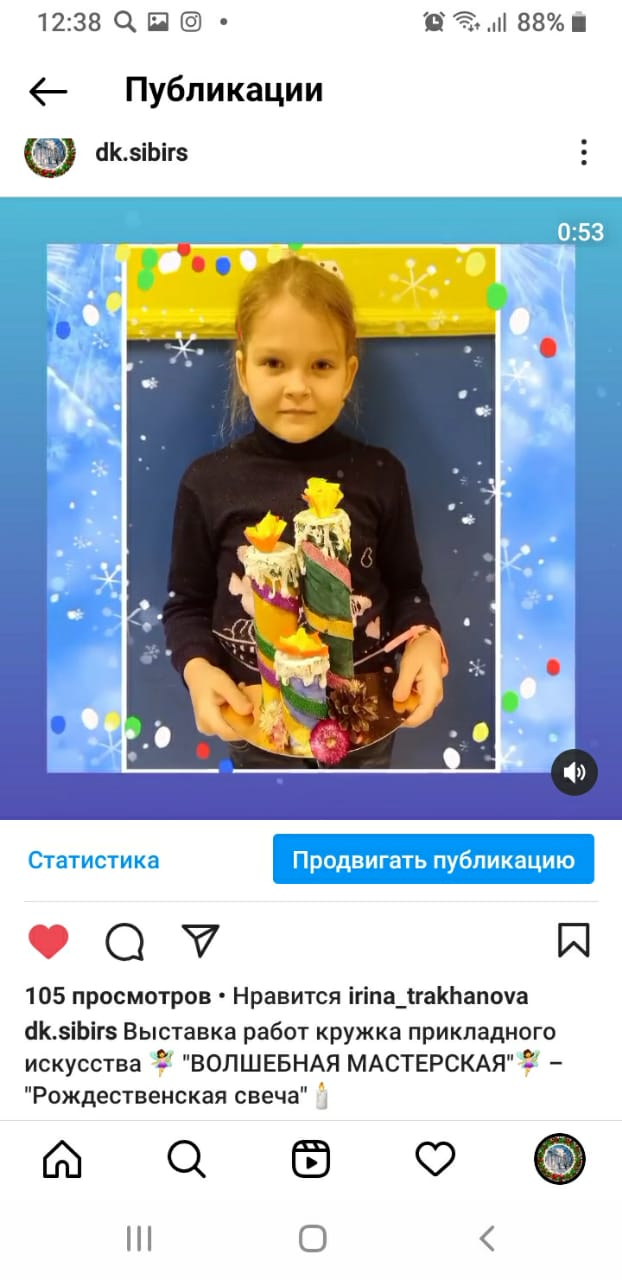 12:38 88%
Публикации
dk.sibirs
0:53
Статистика
Продвигать публикацию
105 просмотров • Нравится irina_trakhanova
dk.sibirs Выставка работ кружка прикладного
искусства 🧚‍♀️ "ВОЛШЕБНАЯ МАСТЕРСКАЯ"🧚‍♀️ –
"Рождественская свеча"🕯